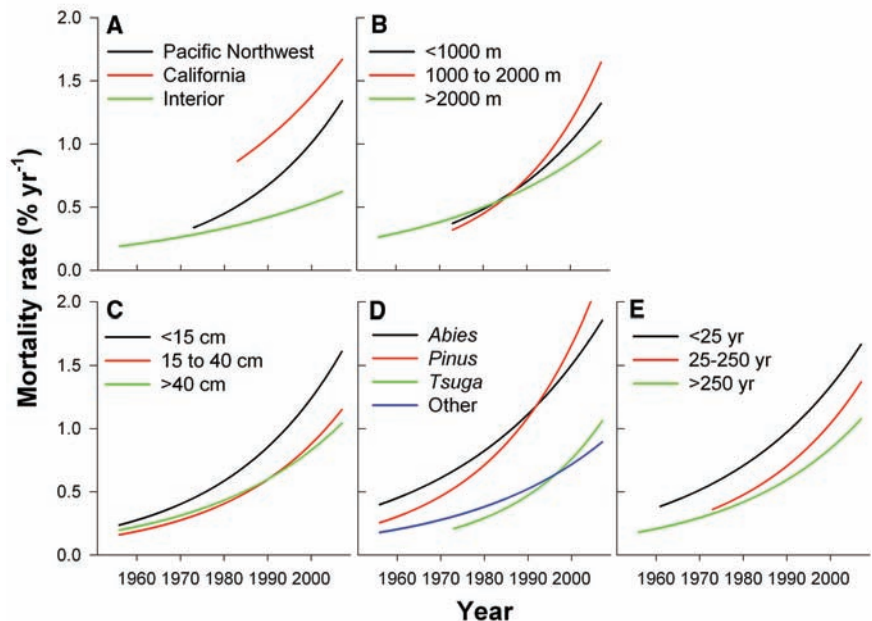 Mortality rate (% yr⁻¹)
A
Pacific Northwest
California
Interior
2.0
1.5
1.0
0.5
0.0
B
<1000 m
1000 to 2000 m
>2000 m
C
<15 cm
15 to 40 cm
>40 cm
2.0
1.5
1.0
0.5
0.0
1960 1970 1980 1990 2000
D
Abies
Pinus
Tsuga
Other
1960 1970 1980 1990 2000
E
<25 yr
25-250 yr
>250 yr
1960 1970 1980 1990 2000
Year